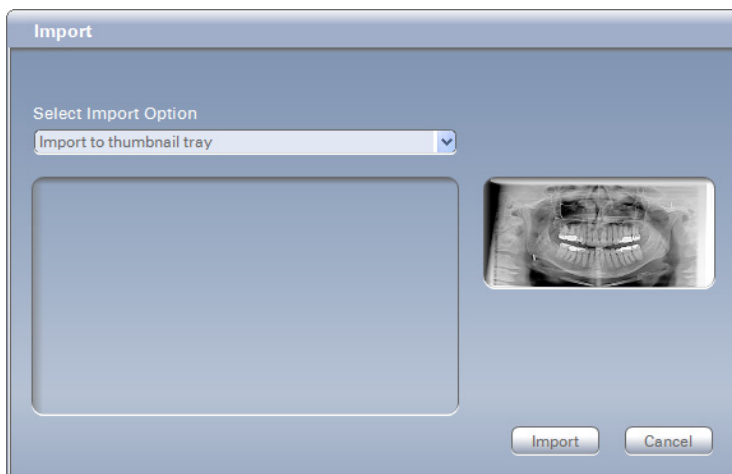 Import
Select Import Option
Import to thumbnail tray
Import
Cancel